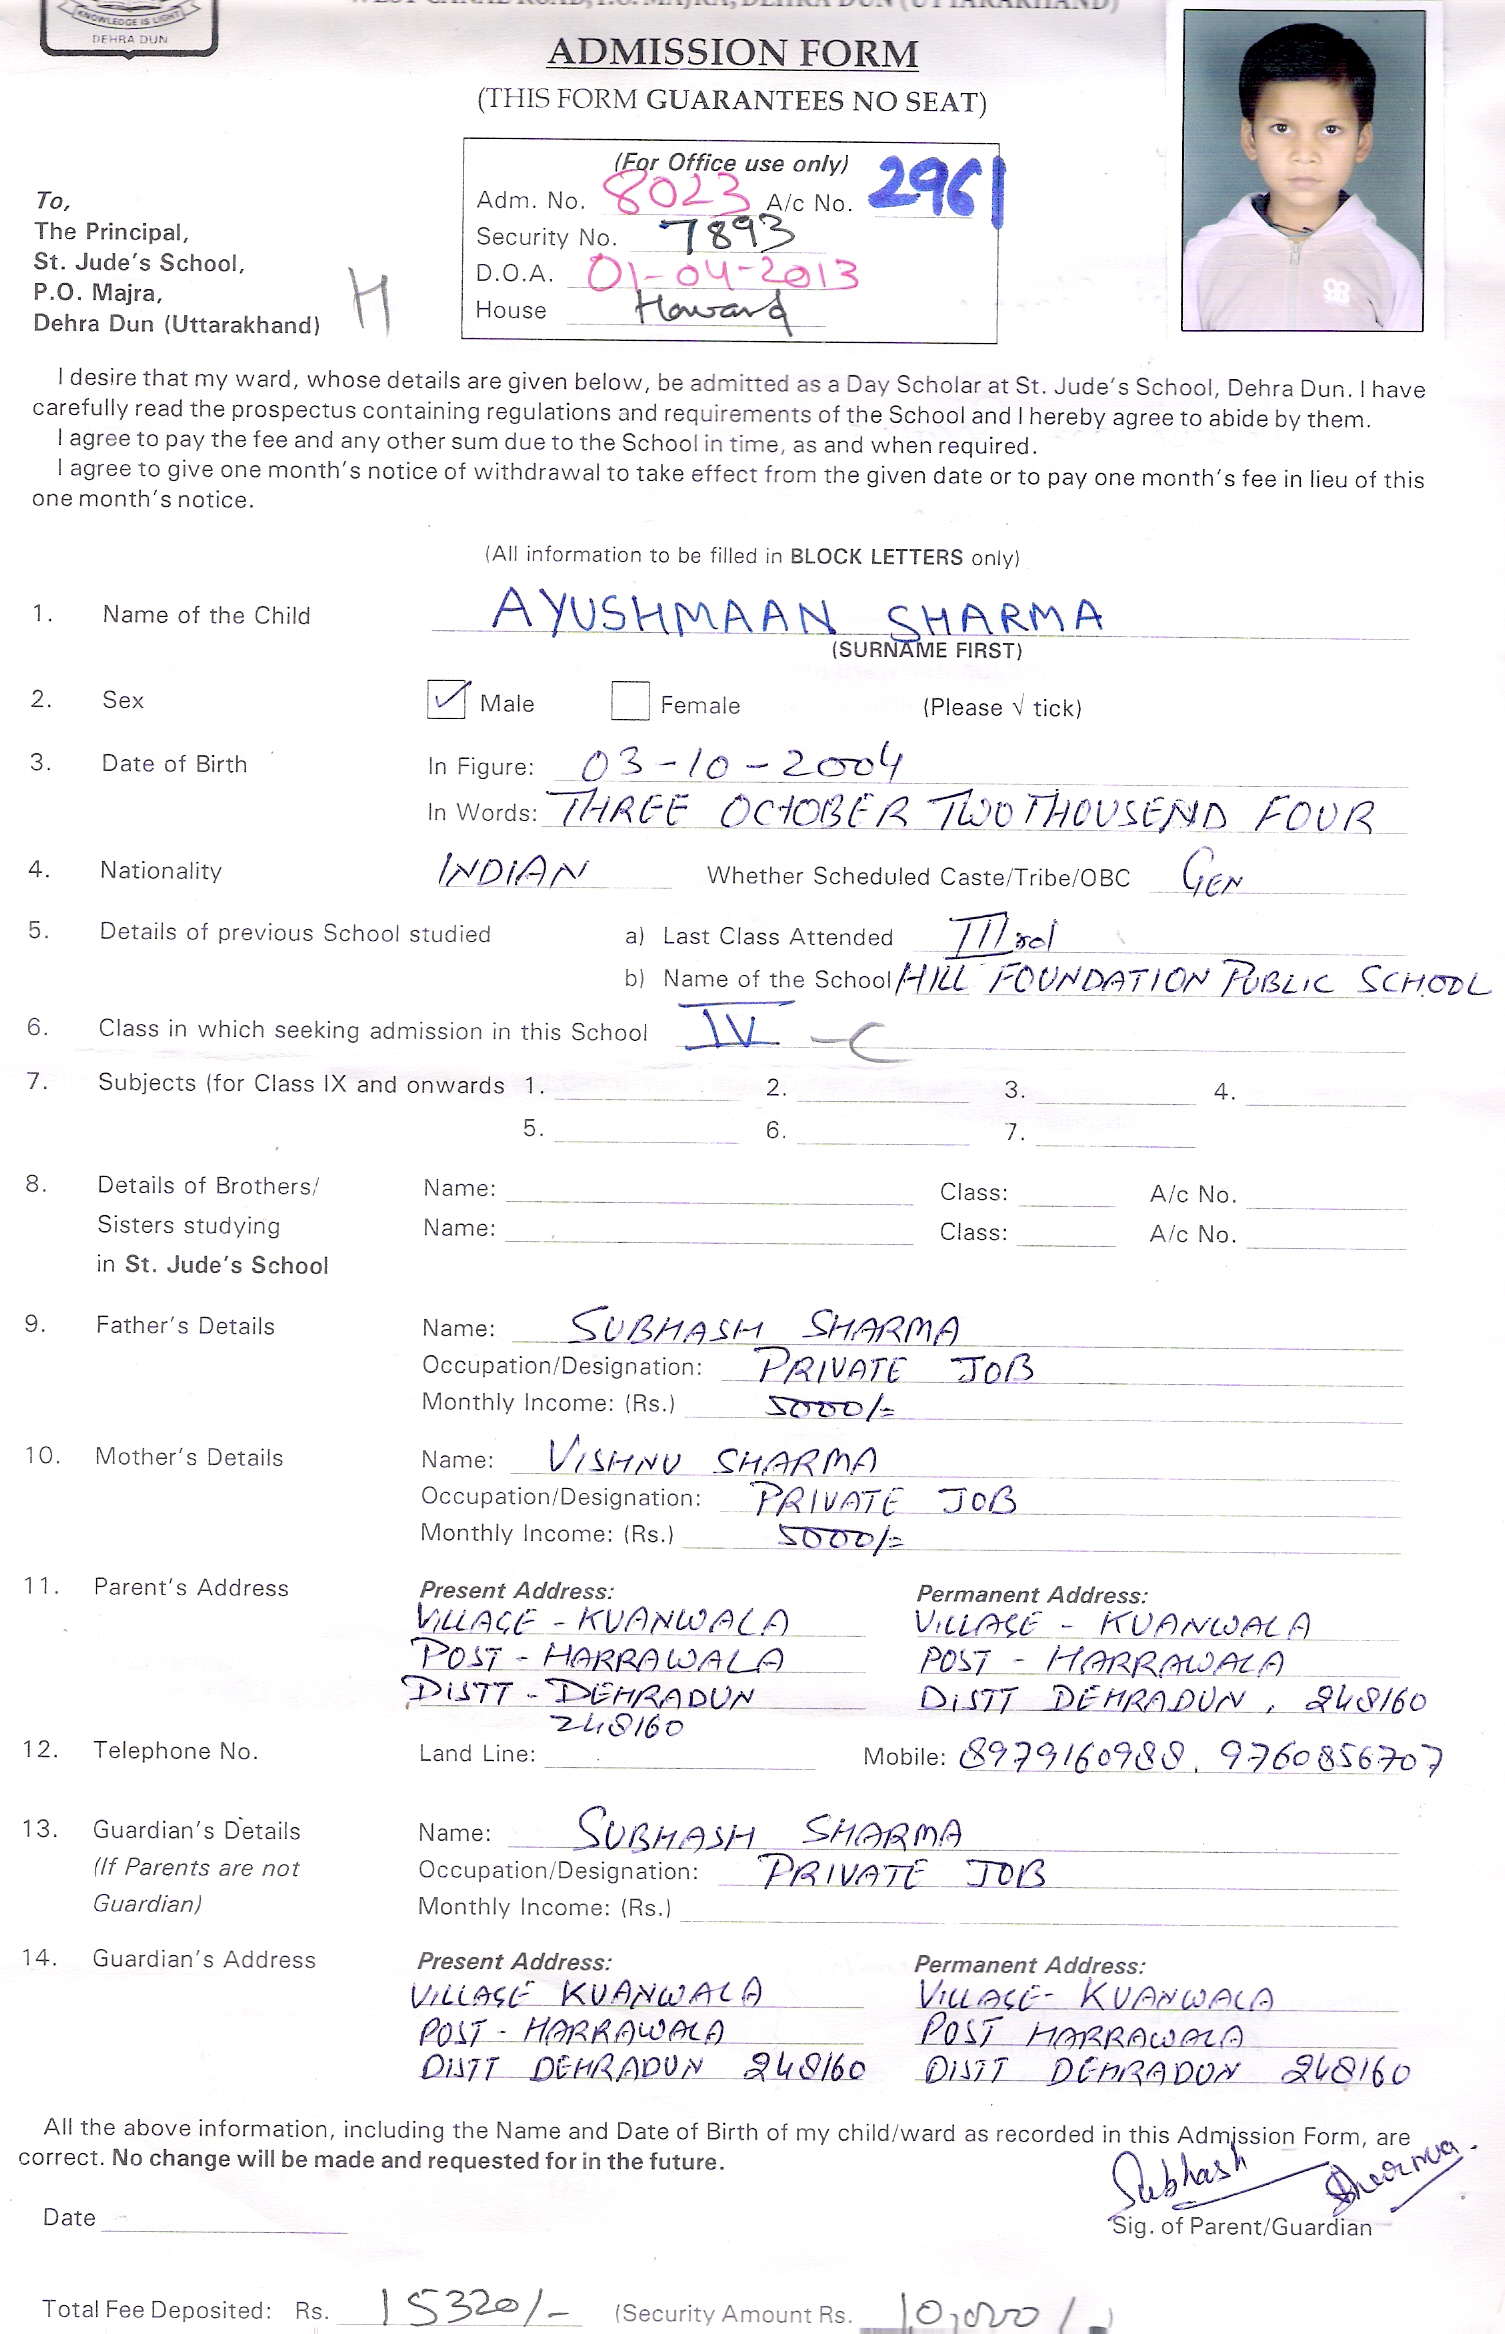 KNOWLEDGE IS LIGHT
DEHRA DUN
WEST CANAL ROAD, P.O. MAJRA, DEHRA DUN (UTTARAKHAND)
ADMISSION FORM
(THIS FORM GUARANTEES NO SEAT)
(For Office use only)
Adm. No. 8023 A/c No. 2961
Security No. 7893
D.O.A. 01-04-2013
House Howard
To,
The Principal,
St. Jude's School,
P.O. Majra,
Dehra Dun (Uttarakhand)
H
I desire that my ward, whose details are given below, be admitted as a Day Scholar at St. Jude's School, Dehra Dun. I have
carefully read the prospectus containing regulations and requirements of the School and I hereby agree to abide by them.
I agree to pay the fee and any other sum due to the School in time, as and when required.
I agree to give one month's notice of withdrawal to take effect from the given date or to pay one month's fee in lieu of this
one month's notice.
(All information to be filled in BLOCK LETTERS only)
1. Name of the Child AYUSHMAAN SHARMA
(SURNAME FIRST)
2. Sex ✓ Male Female (Please √ tick)
3. Date of Birth In Figure: 03-10-2004
In Words: THREE OCTOBER TWO THOUSEND FOUR
4. Nationality INDIAN Whether Scheduled Caste/Tribe/OBC GEN
5. Details of previous School studied a) Last Class Attended IIIrd
b) Name of the School HILL FOUNDATION PUBLIC SCHOOL
6. Class in which seeking admission in this School IV - C
7. Subjects (for Class IX and onwards 1. 2. 3. 4.
5. 6. 7.
8. Details of Brothers/ Name: Class: A/c No.
Sisters studying Name: Class: A/c No.
in St. Jude's School
9. Father's Details Name: SUBHASH SHARMA
Occupation/Designation: PRIVATE JOB
Monthly Income: (Rs.) 5000/=
10. Mother's Details Name: VISHNU SHARMA
Occupation/Designation: PRIVATE JOB
Monthly Income: (Rs.) 5000/=
11. Parent's Address Present Address: Permanent Address:
VILLAGE - KUANWALA VILLAGE - KUANWALA
POST - HARRAWALA POST - HARRAWALA
DISTT - DEHRADUN DISTT DEHRADUN, 248160
248160
12. Telephone No. Land Line: Mobile: 8979160988, 9760856707
13. Guardian's Details Name: SUBHASH SHARMA
(If Parents are not Occupation/Designation: PRIVATE JOB
Guardian) Monthly Income: (Rs.)
14. Guardian's Address Present Address: Permanent Address:
VILLAGE KUANWALA VILLAGE- KUANWALA
POST - HARRAWALA POST HARRAWALA
DISTT DEHRADUN 248160 DISTT DEHRADUN 248160
All the above information, including the Name and Date of Birth of my child/ward as recorded in this Admission Form, are
correct. No change will be made and requested for in the future.
Subhash Sharma.
Date Sig. of Parent/Guardian
Total Fee Deposited: Rs. 15320/- (Security Amount Rs. 10,000/-